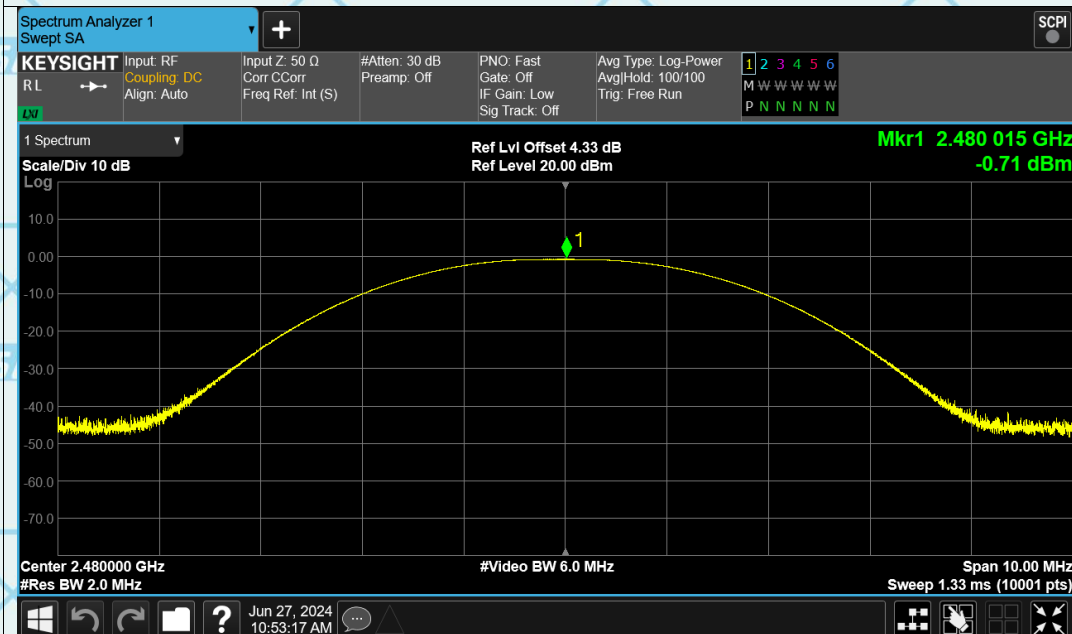 Spectrum Analyzer 1
Swept SA
+
SCPI
KEYSIGHT
RL
LXI
Input: RF
Coupling: DC
Align: Auto
Input Z: 50 Ω
Corr CCorr
Freq Ref: Int (S)
#Atten: 30 dB
Preamp: Off
PNO: Fast
Gate: Off
IF Gain: Low
Sig Track: Off
Avg Type: Log-Power
Avg|Hold: 100/100
Trig: Free Run
1 2 3 4 5 6
M W W W W W
P N N N N N
1 Spectrum
Scale/Div 10 dB
Log
Ref Lvl Offset 4.33 dB
Ref Level 20.00 dBm
Mkr1 2.480 015 GHz
-0.71 dBm
1
10.0
0.00
-10.0
-20.0
-30.0
-40.0
-50.0
-60.0
-70.0
Center 2.480000 GHz
#Res BW 2.0 MHz
#Video BW 6.0 MHz
Span 10.00 MHz
Sweep 1.33 ms (10001 pts)
?
Jun 27, 2024
10:53:17 AM